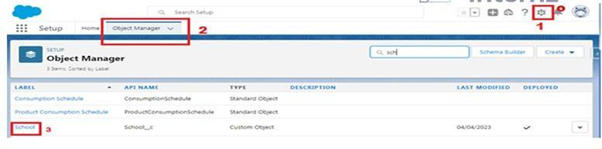 Search Setup
1
Setup Home Object Manager 2
SETUP
Object Manager
3 Items, Sorted by Label
sch
Schema Builder Create
LABEL API NAME TYPE DESCRIPTION LAST MODIFIED DEPLOYED
Consumption Schedule ConsumptionSchedule Standard Object
Product Consumption Schedule ProductConsumptionSchedule Standard Object
School 3 School__c Custom Object 04/04/2023